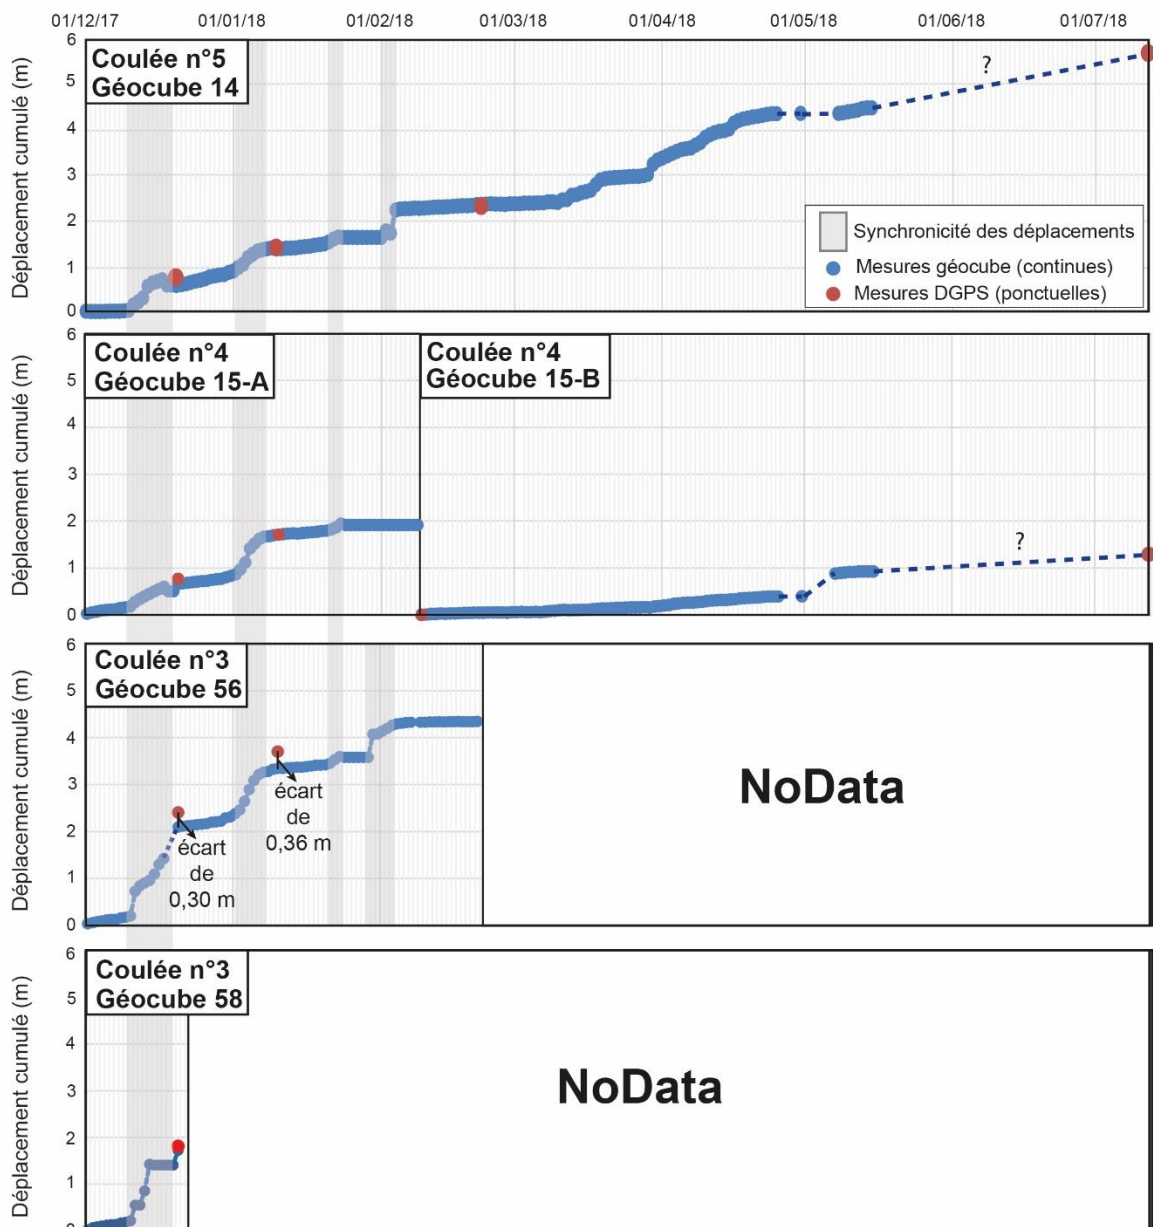 01/12/17 01/01/18 01/02/18 01/03/18 01/04/18 01/05/18 01/06/18 01/07/18
Déplacement cumulé (m)
6
5
4
3
2
1
0
Coulée n°5
Géocube 14
?
Synchronicité des déplacements
Mesures géocube (continues)
Mesures DGPS (ponctuelles)
Déplacement cumulé (m)
6
5
4
3
2
1
0
Coulée n°4
Géocube 15-A
Coulée n°4
Géocube 15-B
?
Déplacement cumulé (m)
6
5
4
3
2
1
0
Coulée n°3
Géocube 56
écart
de
0,30 m
écart
de
0,36 m
NoData
Déplacement cumulé (m)
6
5
4
3
2
1
0
Coulée n°3
Géocube 58
NoData